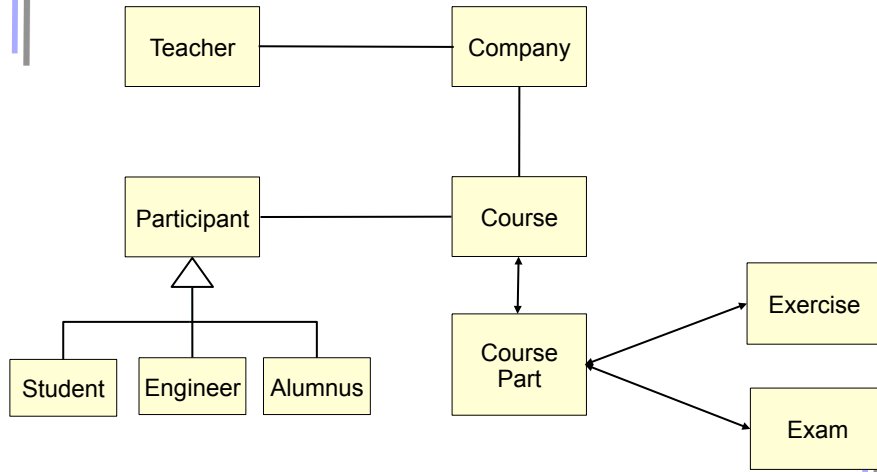 Teacher
Company
Participant
Course
Exercise
Course
Part
Student
Engineer
Alumnus
Exam